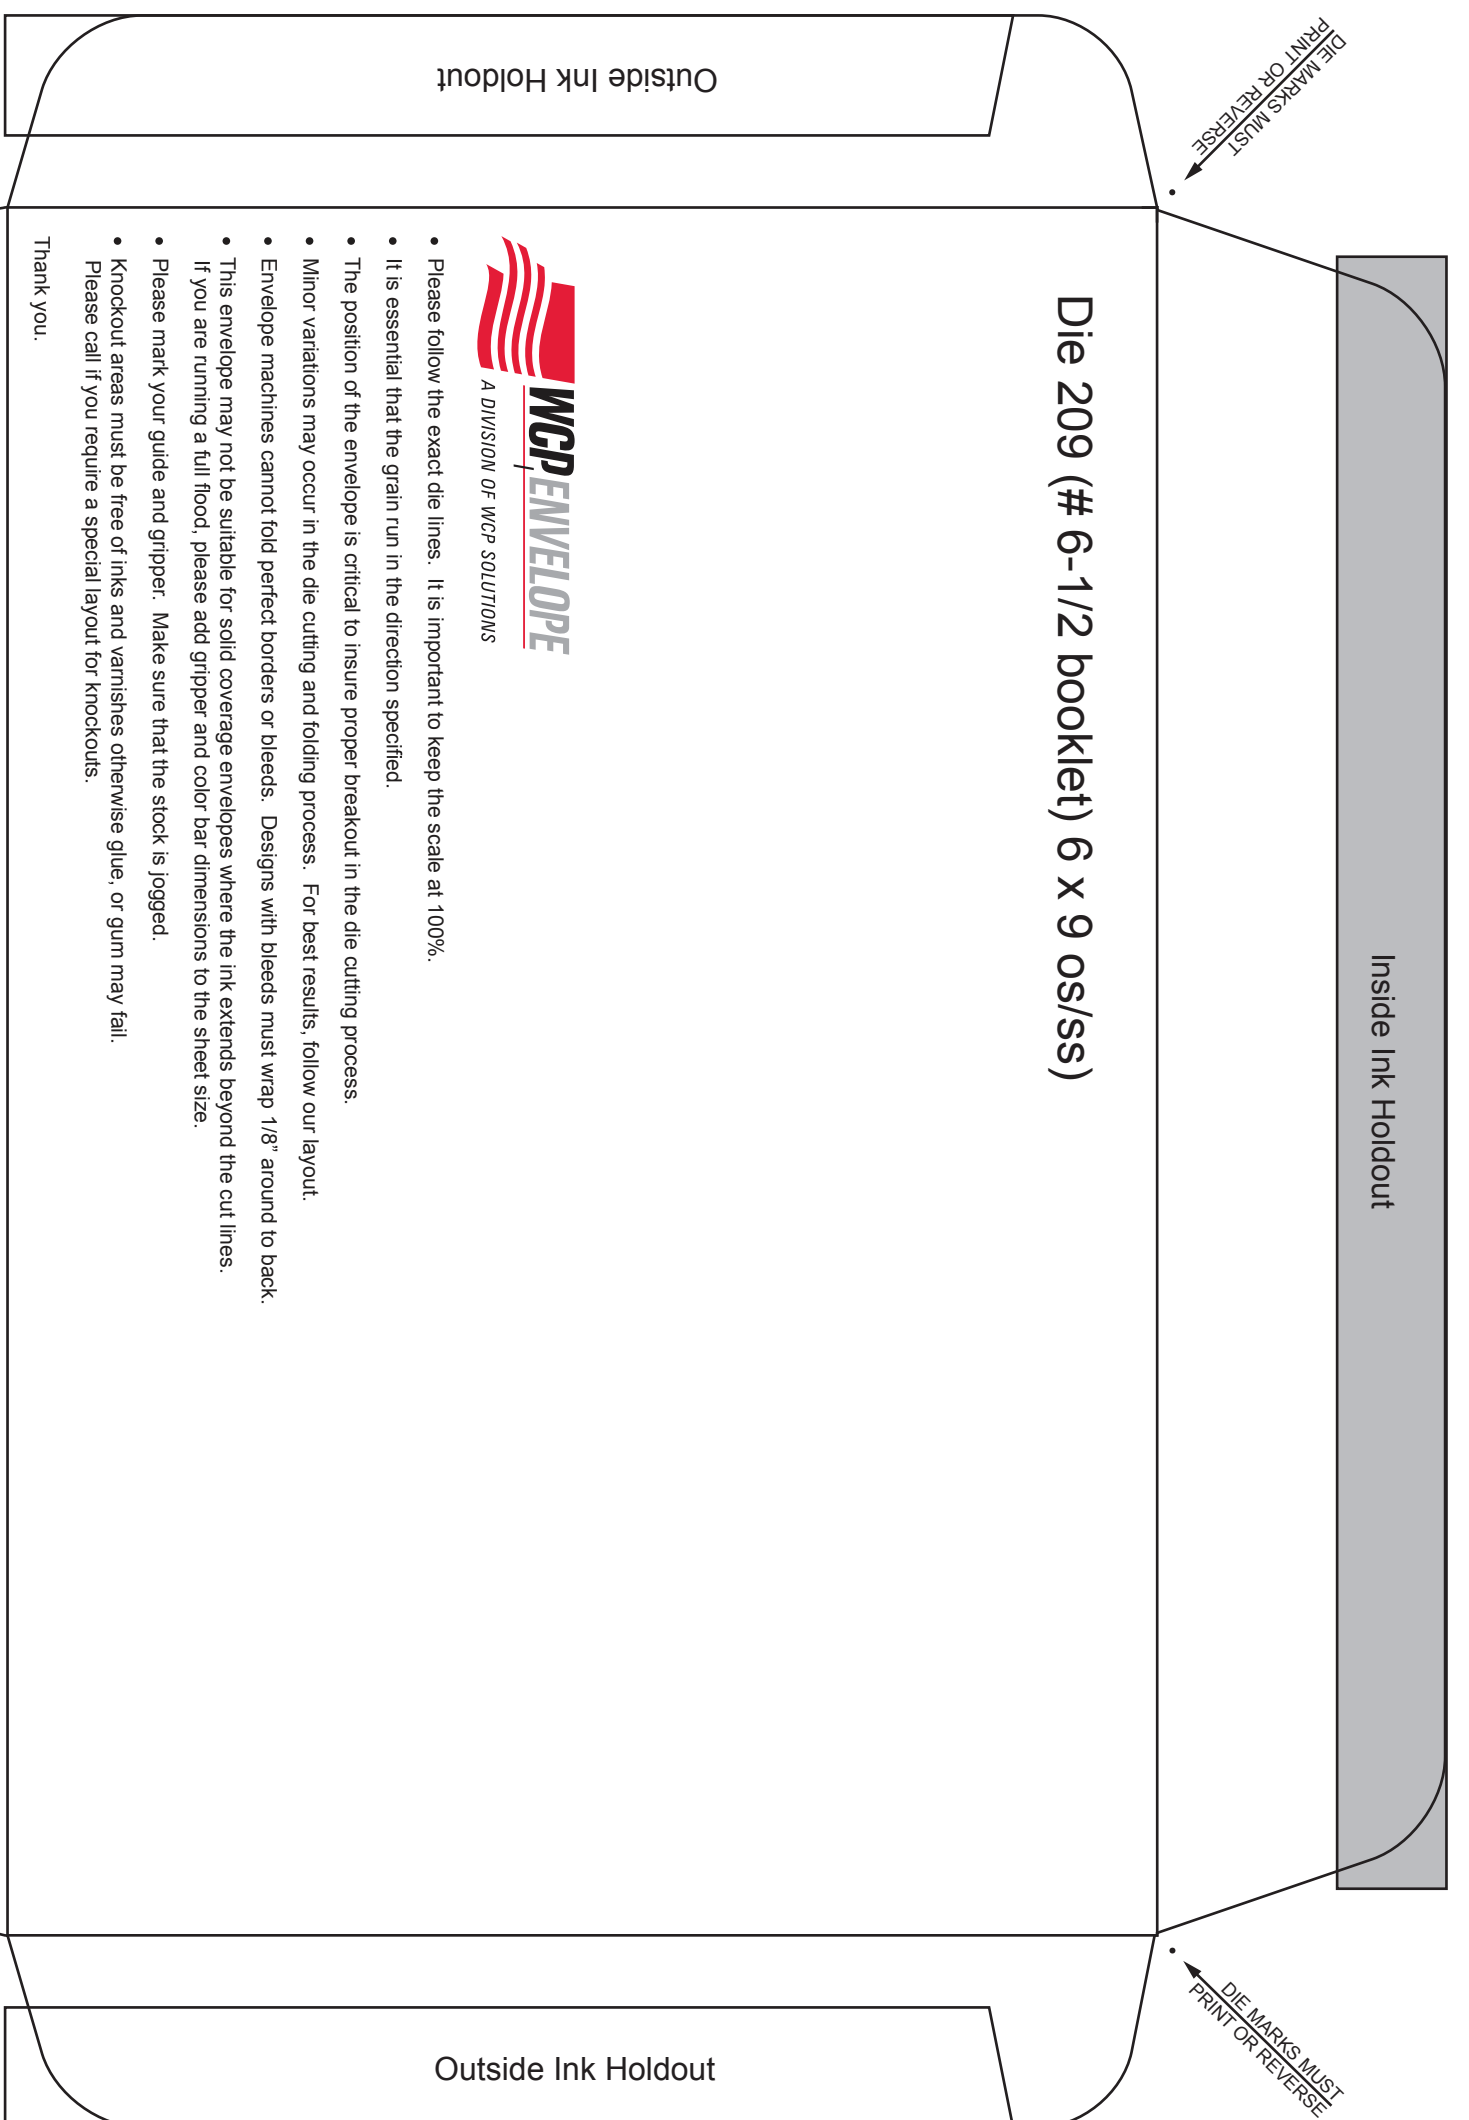 Outside Ink Holdout
DIE MARKS MUST
PRINT OR REVERSE
Inside Ink Holdout
Die 209 (# 6-1/2 booklet) 6 x 9 os/ss)
WCP ENVELOPE
A DIVISION OF WCP SOLUTIONS
• Please follow the exact die lines.  It is important to keep the scale at 100%.
• It is essential that the grain run in the direction specified.
• The position of the envelope is critical to insure proper breakout in the die cutting process.
• Minor variations may occur in the die cutting and folding process.  For best results, follow our layout.
• Envelope machines cannot fold perfect borders or bleeds.  Designs with bleeds must wrap 1/8” around to back.
• This envelope may not be suitable for solid coverage envelopes where the ink extends beyond the cut lines.
If you are running a full flood, please add gripper and color bar dimensions to the sheet size.
• Please mark your guide and gripper.  Make sure that the stock is jogged.
• Knockout areas must be free of inks and varnishes otherwise glue, or gum may fail.
Please call if you require a special layout for knockouts.
Thank you.
DIE MARKS MUST
PRINT OR REVERSE
Outside Ink Holdout